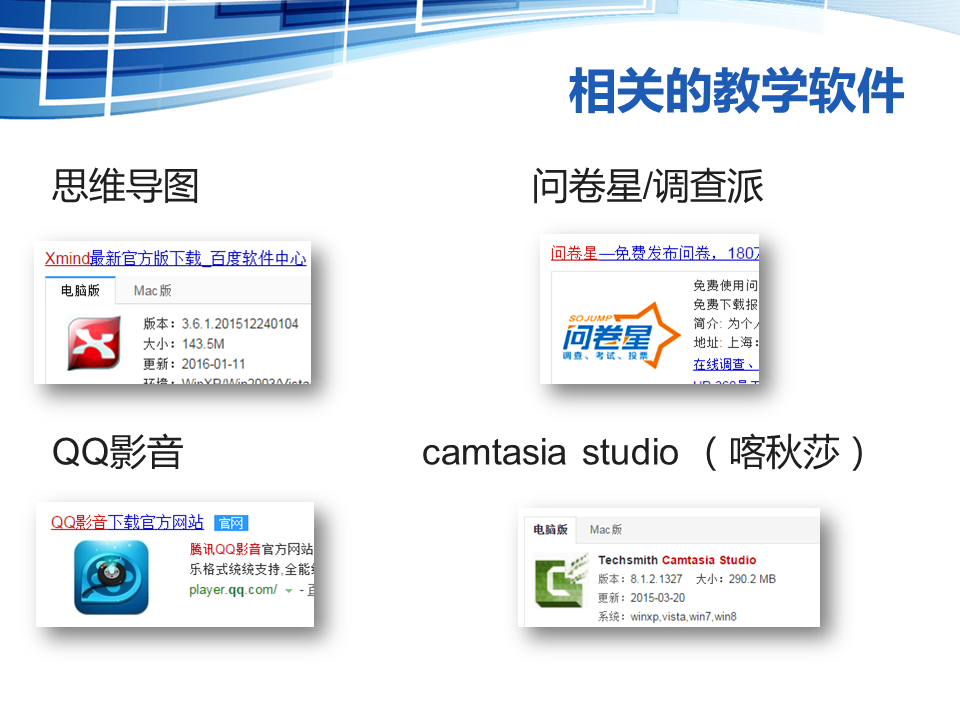 相关的教学软件
思维导图
问卷星/调查派
Xmind最新官方版下载_百度软件中心
电脑版 Mac版
版本：3.6.1.201512240104
大小：143.5M
更新：2016-01-11
环境：WinXP/Win2003/Vista
问卷星—免费发布问卷，1807
免费使用问
免费下载报
简介: 为个人
地址: 上海:
在线调查、
SOJUMP
问卷星
调查、考试、投票
QQ影音
camtasia studio （喀秋莎）
QQ影音下载官方网站 官网
腾讯QQ影音官方网站
乐格式统统支持,全能
player.qq.com/ -
电脑版 Mac版
Techsmith Camtasia Studio
版本：8.1.2.1327 大小：290.2 MB
更新：2015-03-20
系统：winxp,vista,win7,win8